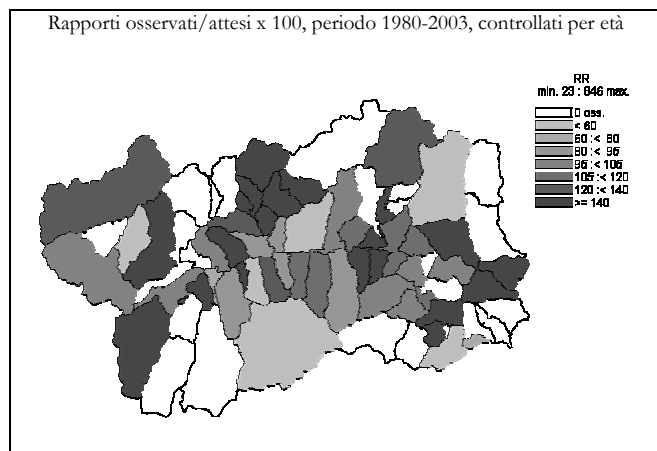 Rapporti osservati/attesi x 100, periodo 1980-2003, controllati per età
RR
min. 23 : 646 max.
0 oss.
< 60
60 :< 80
80 :< 95
95 :< 105
105 :< 120
120 :< 140
>= 140